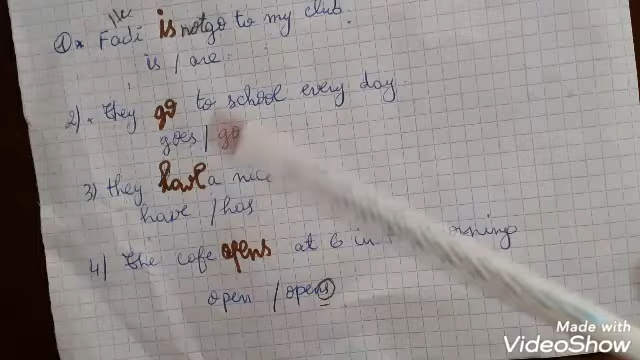 He
1) Fadi is not go to my club.
is / are.
2) they go to school every day.
goes / go
3) they have a nice
have / has
4) the cafe opens at 6 in
open / opens
Made with
VideoShow